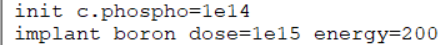 init c.phospho=1e14
implant boron dose=1e15 energy=200